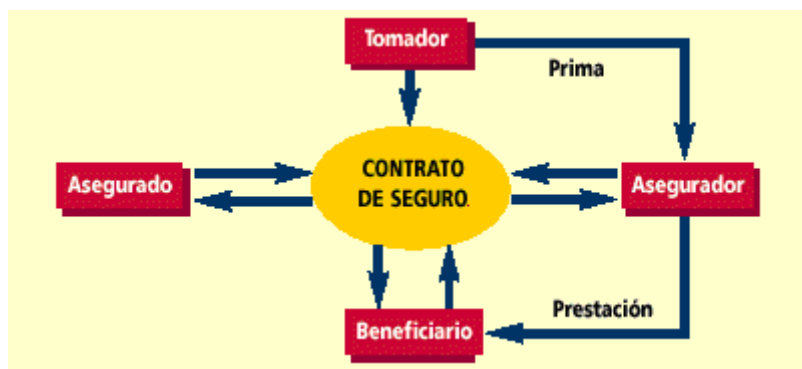 Tomador
Prima
Asegurado
CONTRATO
DE SEGURO.
Asegurador
Prestación
Beneficiario